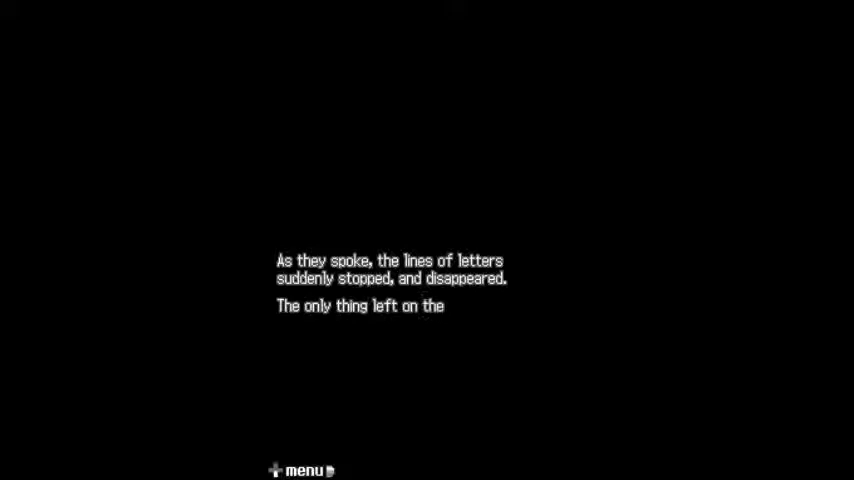 As they spoke, the lines of letters
suddenly stopped, and disappeared.
The only thing left on the
menu